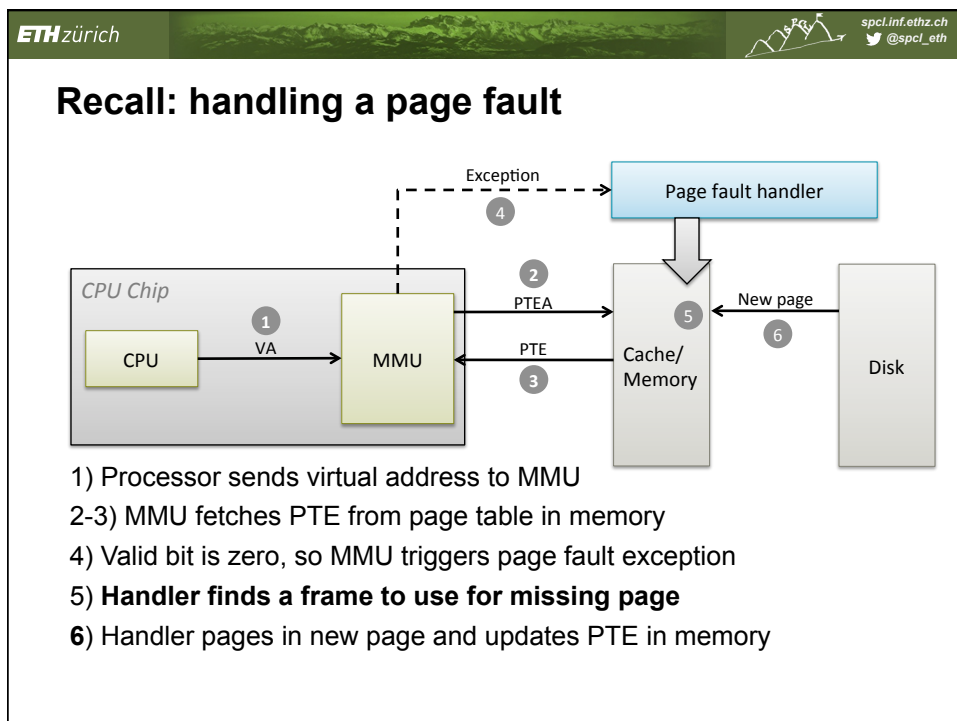 ETH zürich
spcl.inf.ethz.ch
@spcl_eth
Recall: handling a page fault
Exception
4
Page fault handler
CPU Chip
1
VA
CPU
MMU
2
PTEA
PTE
3
5
Cache/
Memory
New page
6
Disk
1) Processor sends virtual address to MMU
2-3) MMU fetches PTE from page table in memory
4) Valid bit is zero, so MMU triggers page fault exception
5) Handler finds a frame to use for missing page
6) Handler pages in new page and updates PTE in memory